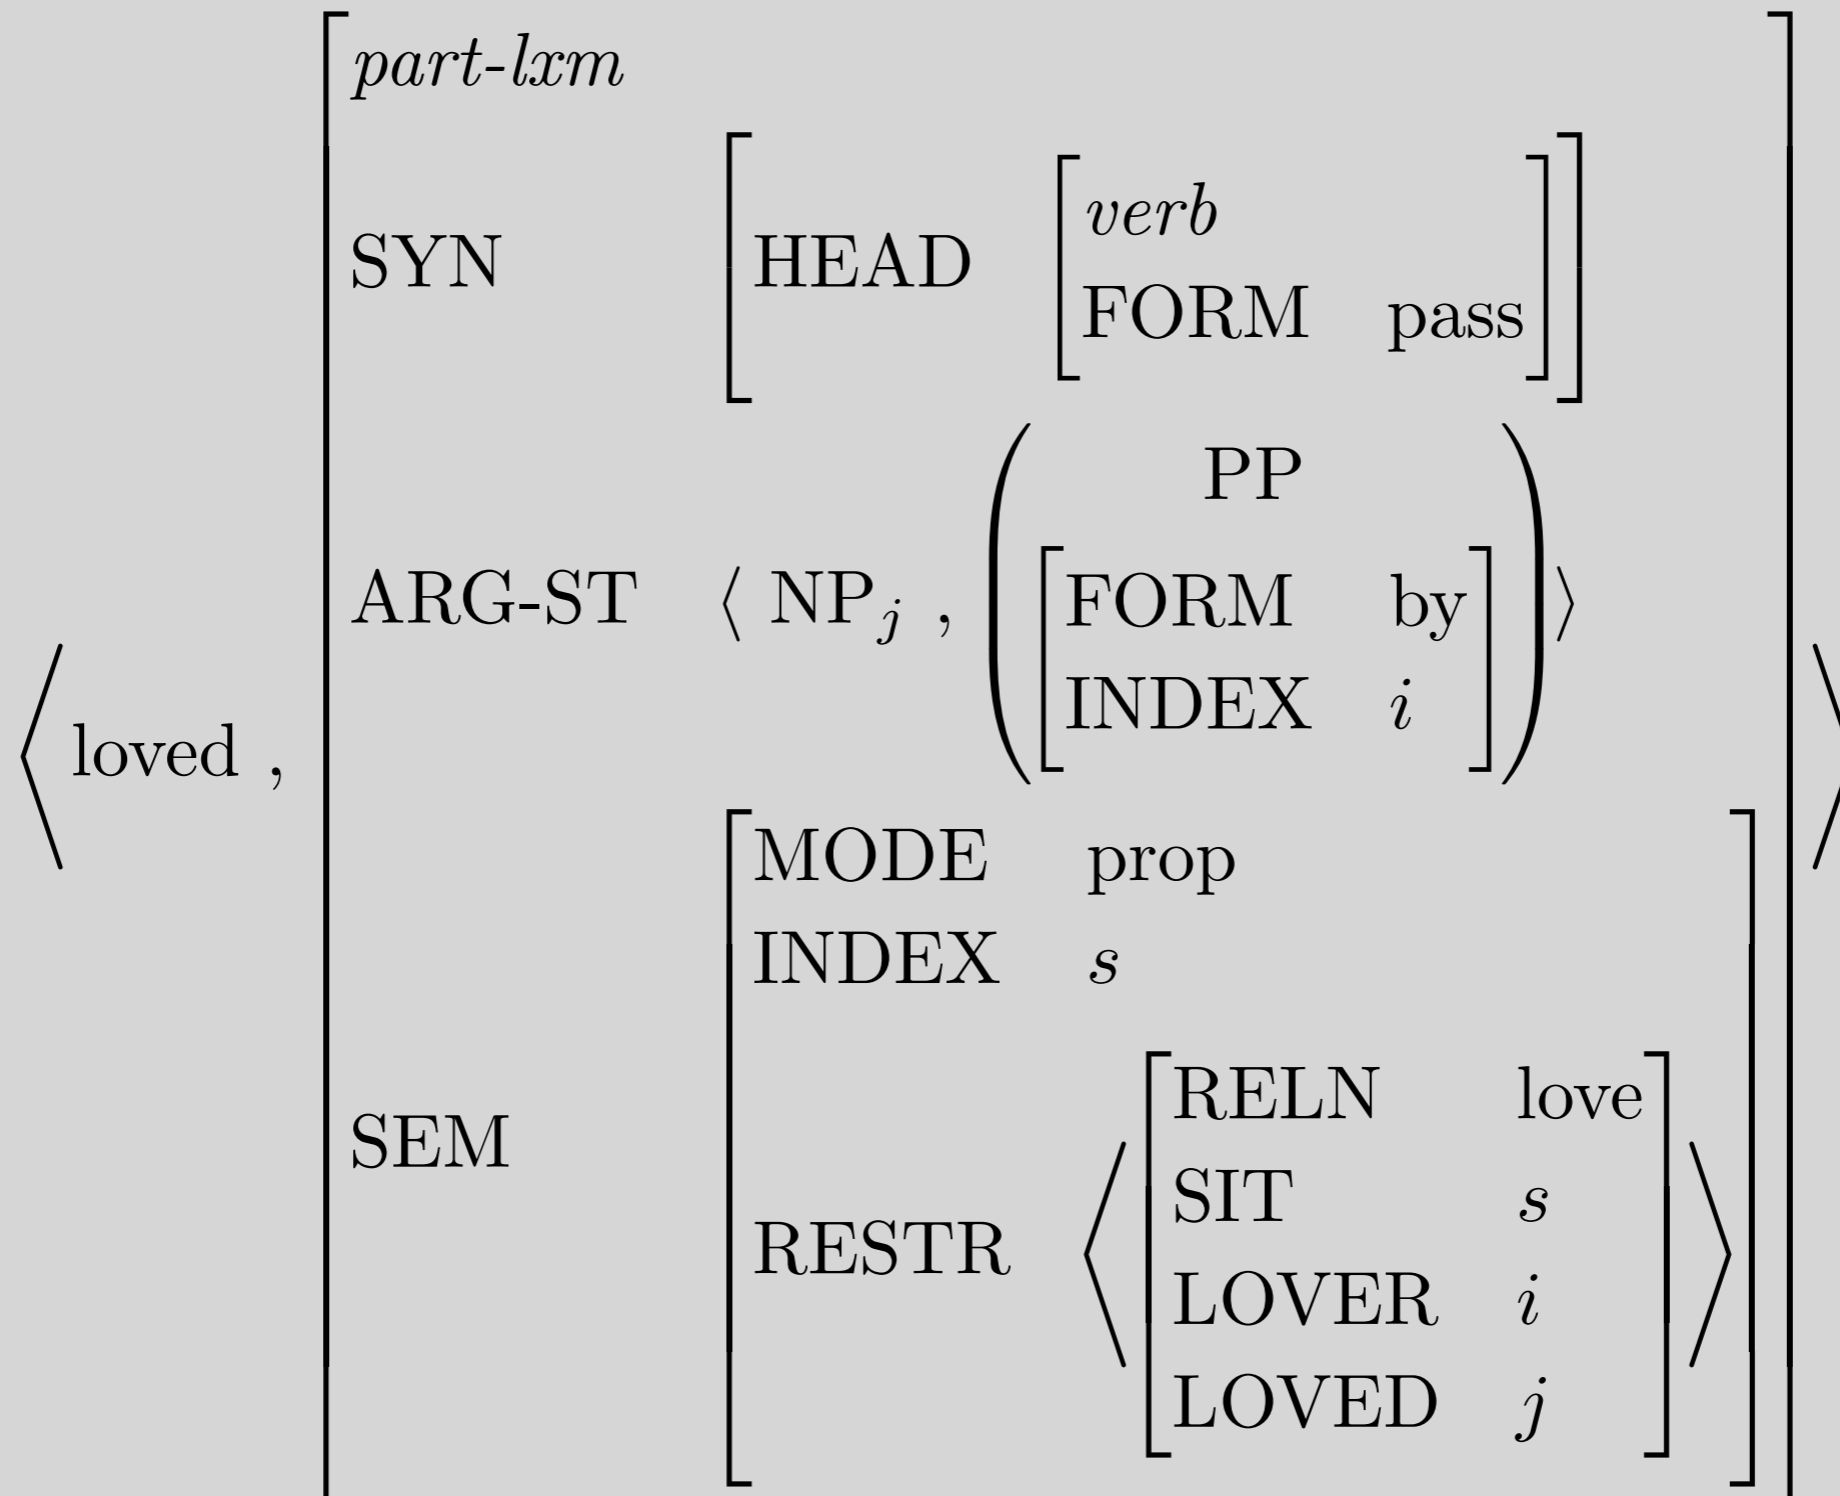 part-lxm
verb
SYN HEAD FORM pass
PP
ARG-ST ⟨ NPj , FORM by ⟩
INDEX i
⟨ loved , ⟩
MODE prop
INDEX s
RELN love
SEM SIT s
RESTR ⟨ LOVER i ⟩
LOVED j